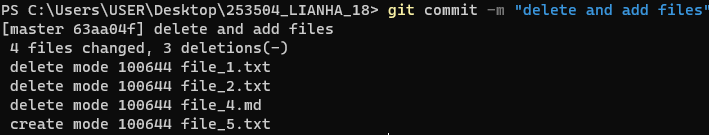 PS C:\Users\USER\Desktop\253504_LIANHA_18> git commit -m "delete and add files"
[master 63aa04f] delete and add files
 4 files changed, 3 deletions(-)
 delete mode 100644 file_1.txt
 delete mode 100644 file_2.txt
 delete mode 100644 file_4.md
 create mode 100644 file_5.txt